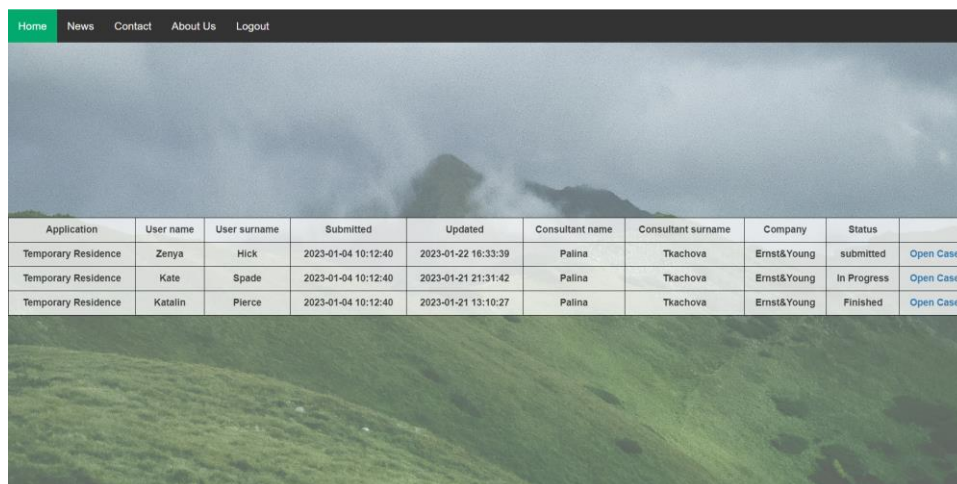 Home News Contact About Us Logout
Application User name User surname Submitted Updated Consultant name Consultant surname Company Status
Temporary Residence Zenya Hick 2023-01-04 10:12:40 2023-01-22 16:33:39 Palina Tkachova Ernst&Young submitted Open Case
Temporary Residence Kate Spade 2023-01-04 10:12:40 2023-01-21 21:31:42 Palina Tkachova Ernst&Young In Progress Open Case
Temporary Residence Katalin Pierce 2023-01-04 10:12:40 2023-01-21 13:10:27 Palina Tkachova Ernst&Young Finished Open Case